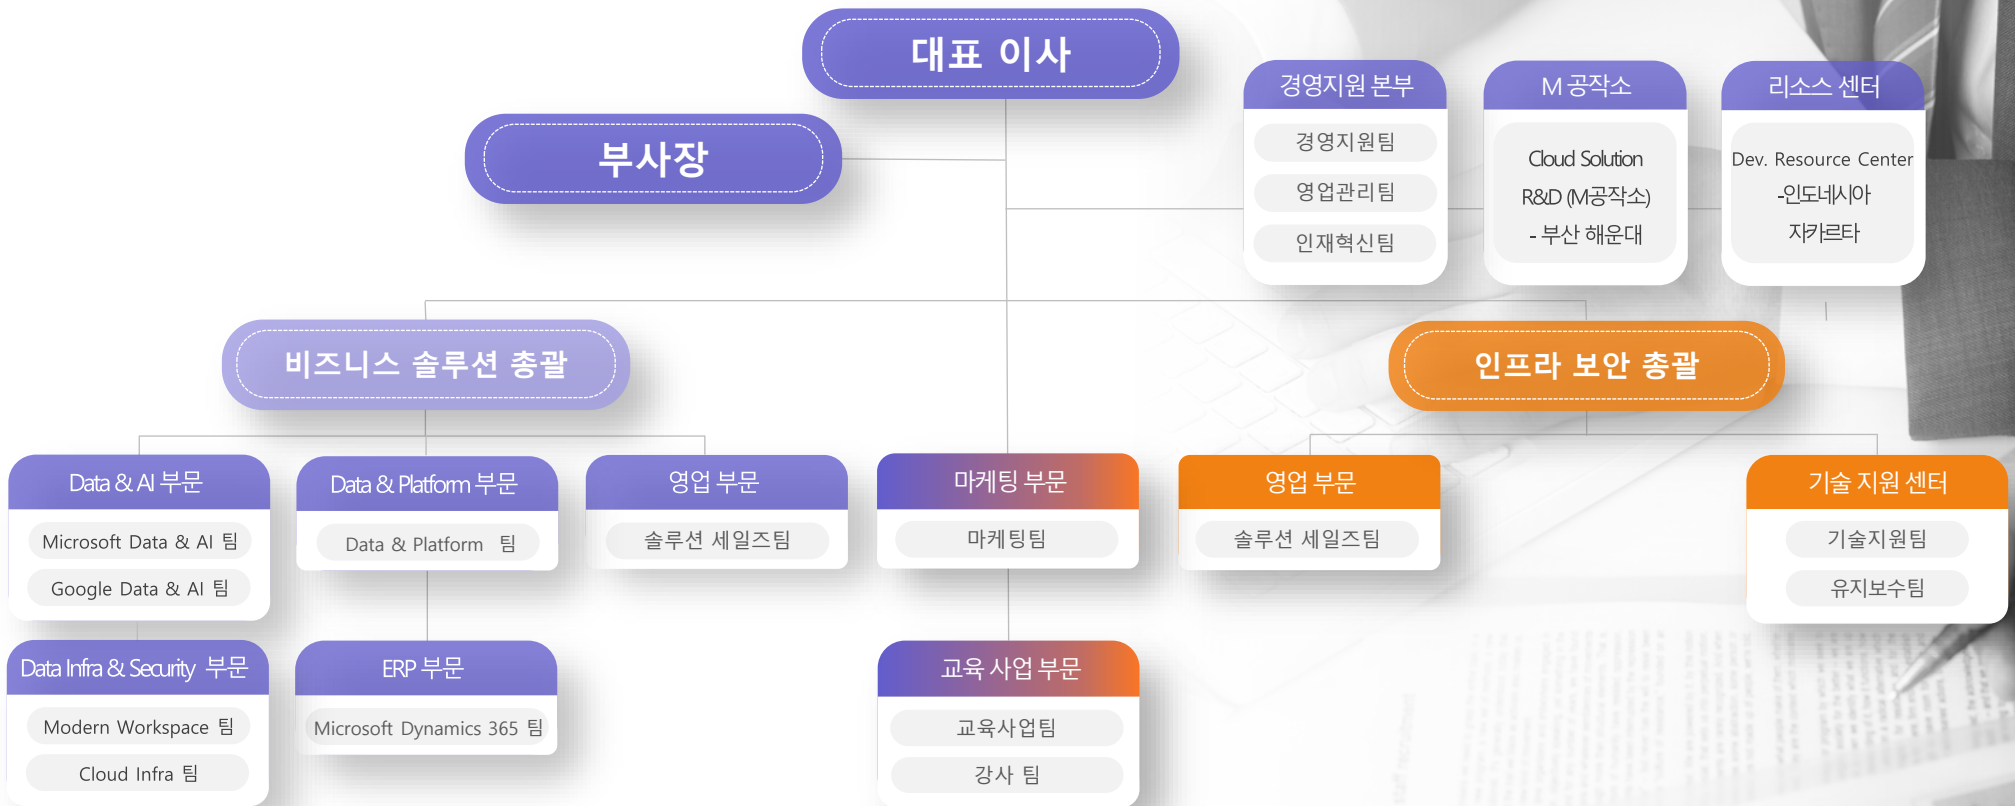 대표 이사
부사장
경영지원 본부
경영지원팀
영업관리팀
인재혁신팀
M 공작소
Cloud Solution
R&D (M공작소)
- 부산 해운대
리소스 센터
Dev. Resource Center
-인도네시아
자카르타
비즈니스 솔루션 총괄
인프라 보안 총괄
Data & AI 부문
Microsoft Data & AI 팀
Google Data & AI 팀
Data & Platform 부문
Data & Platform 팀
영업 부문
솔루션 세일즈팀
마케팅 부문
마케팅팀
영업 부문
솔루션 세일즈팀
기술 지원 센터
기술지원팀
유지보수팀
Data Infra & Security 부문
Modern Workspace 팀
Cloud Infra 팀
ERP 부문
Microsoft Dynamics 365 팀
교육 사업 부문
교육사업팀
강사 팀